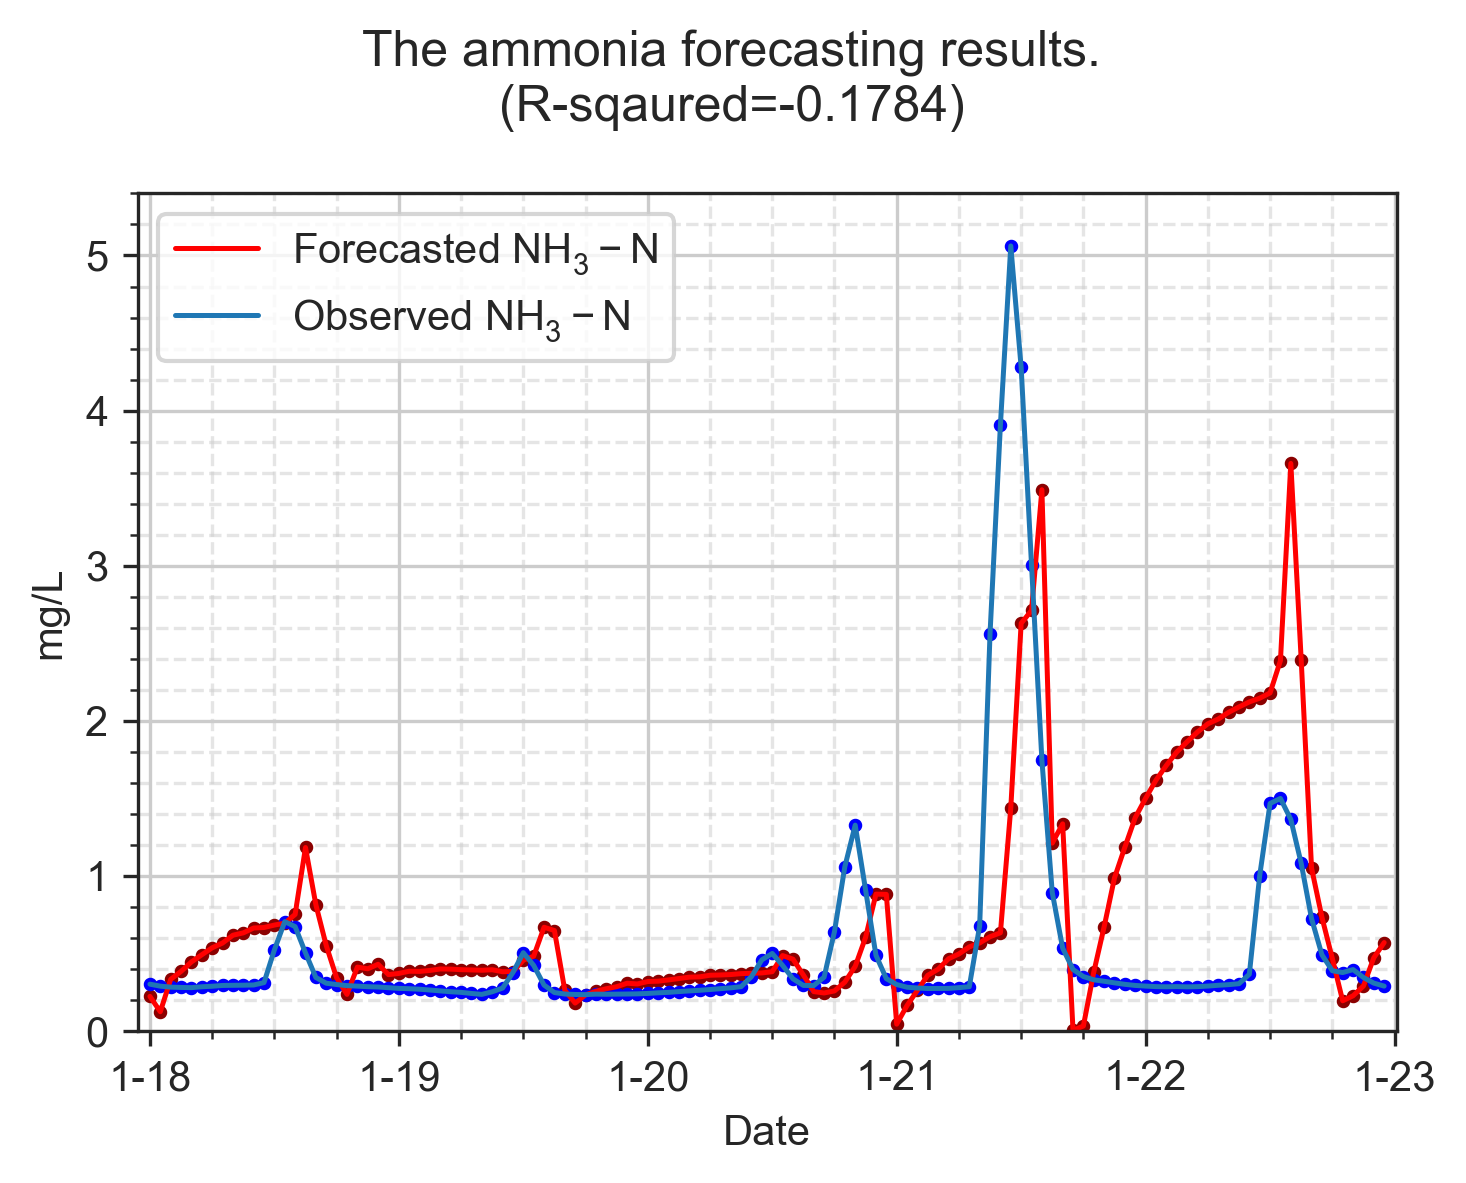 The ammonia forecasting results.
(R-sqaured=-0.1784)
Forecasted NH₃ − N
Observed NH₃ − N
5
4
3
2
1
0
mg/L
1-18 1-19 1-20 1-21 1-22 1-23
Date